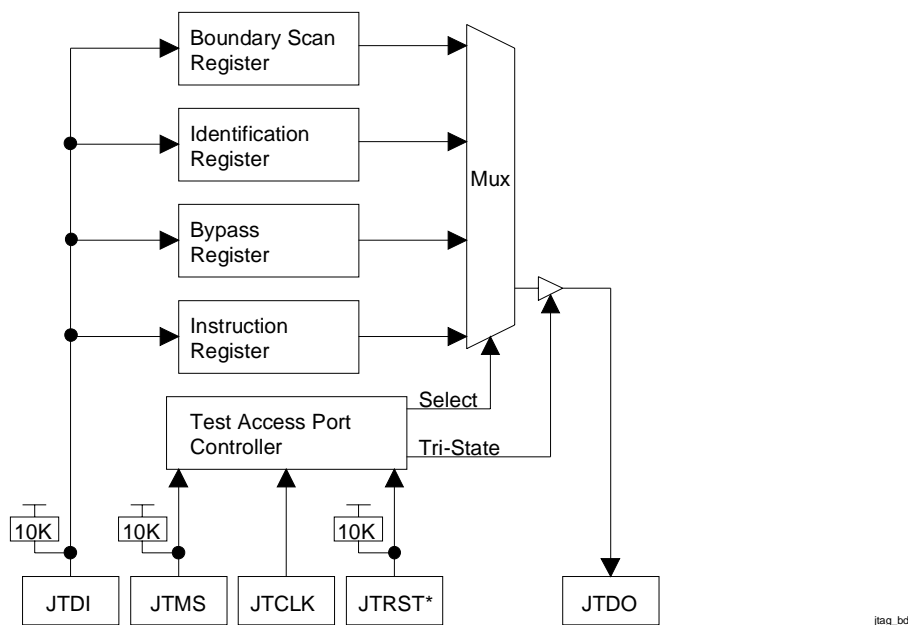 Boundary Scan
Register
Identification
Register
Mux
Bypass
Register
Instruction
Register
Select
Test Access Port
Controller
Tri-State
10K
10K
10K
JTDI
JTMS
JTCLK
JTRST*
JTDO
jtag_bd